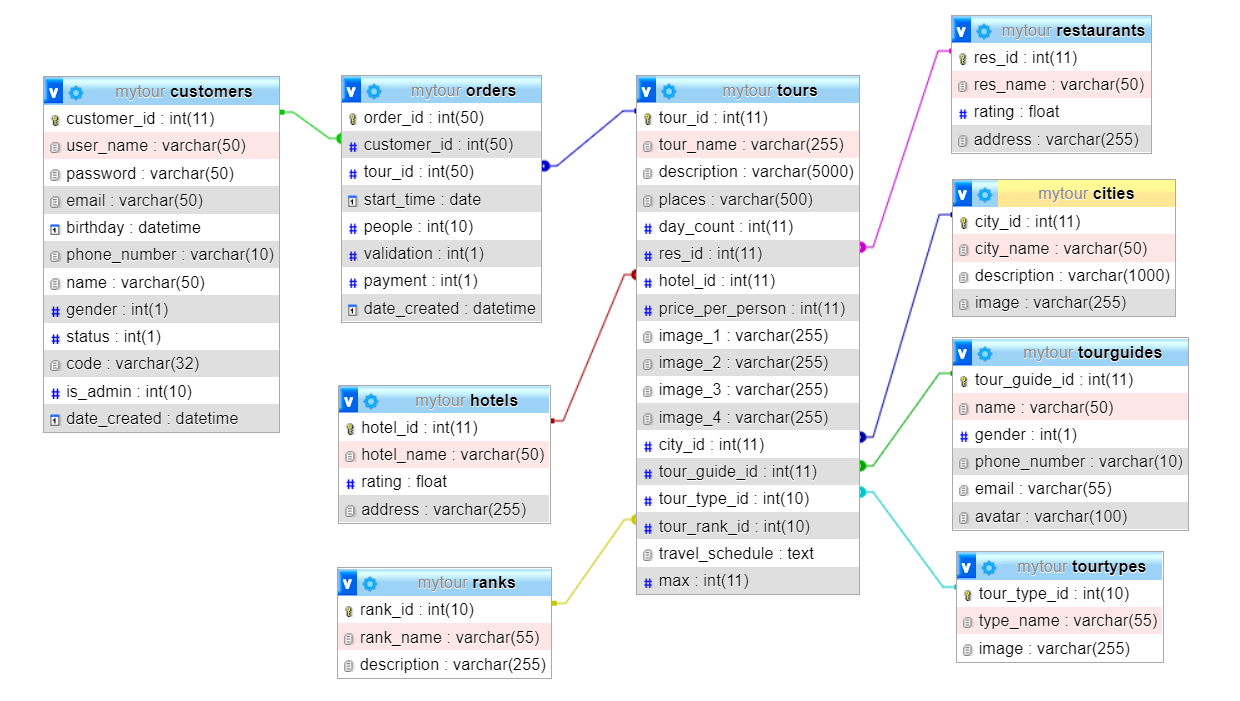 mytour customers
customer_id : int(11)
user_name : varchar(50)
password : varchar(50)
email : varchar(50)
birthday : datetime
phone_number : varchar(10)
name : varchar(50)
gender : int(1)
status : int(1)
code : varchar(32)
is_admin : int(10)
date_created : datetime
mytour orders
order_id : int(50)
customer_id : int(50)
tour_id : int(50)
start_time : date
people : int(10)
validation : int(1)
payment : int(1)
date_created : datetime
mytour hotels
hotel_id : int(11)
hotel_name : varchar(50)
rating : float
address : varchar(255)
mytour ranks
rank_id : int(10)
rank_name : varchar(55)
description : varchar(255)
mytour tours
tour_id : int(11)
tour_name : varchar(255)
description : varchar(5000)
places : varchar(500)
day_count : int(11)
res_id : int(11)
hotel_id : int(11)
price_per_person : int(11)
image_1 : varchar(255)
image_2 : varchar(255)
image_3 : varchar(255)
image_4 : varchar(255)
city_id : int(11)
tour_guide_id : int(11)
tour_type_id : int(10)
tour_rank_id : int(10)
travel_schedule : text
max : int(11)
mytour restaurants
res_id : int(11)
res_name : varchar(50)
rating : float
address : varchar(255)
mytour cities
city_id : int(11)
city_name : varchar(50)
description : varchar(1000)
image : varchar(255)
mytour tourguides
tour_guide_id : int(11)
name : varchar(50)
gender : int(1)
phone_number : varchar(10)
email : varchar(55)
avatar : varchar(100)
mytour tourtypes
tour_type_id : int(10)
type_name : varchar(55)
image : varchar(255)